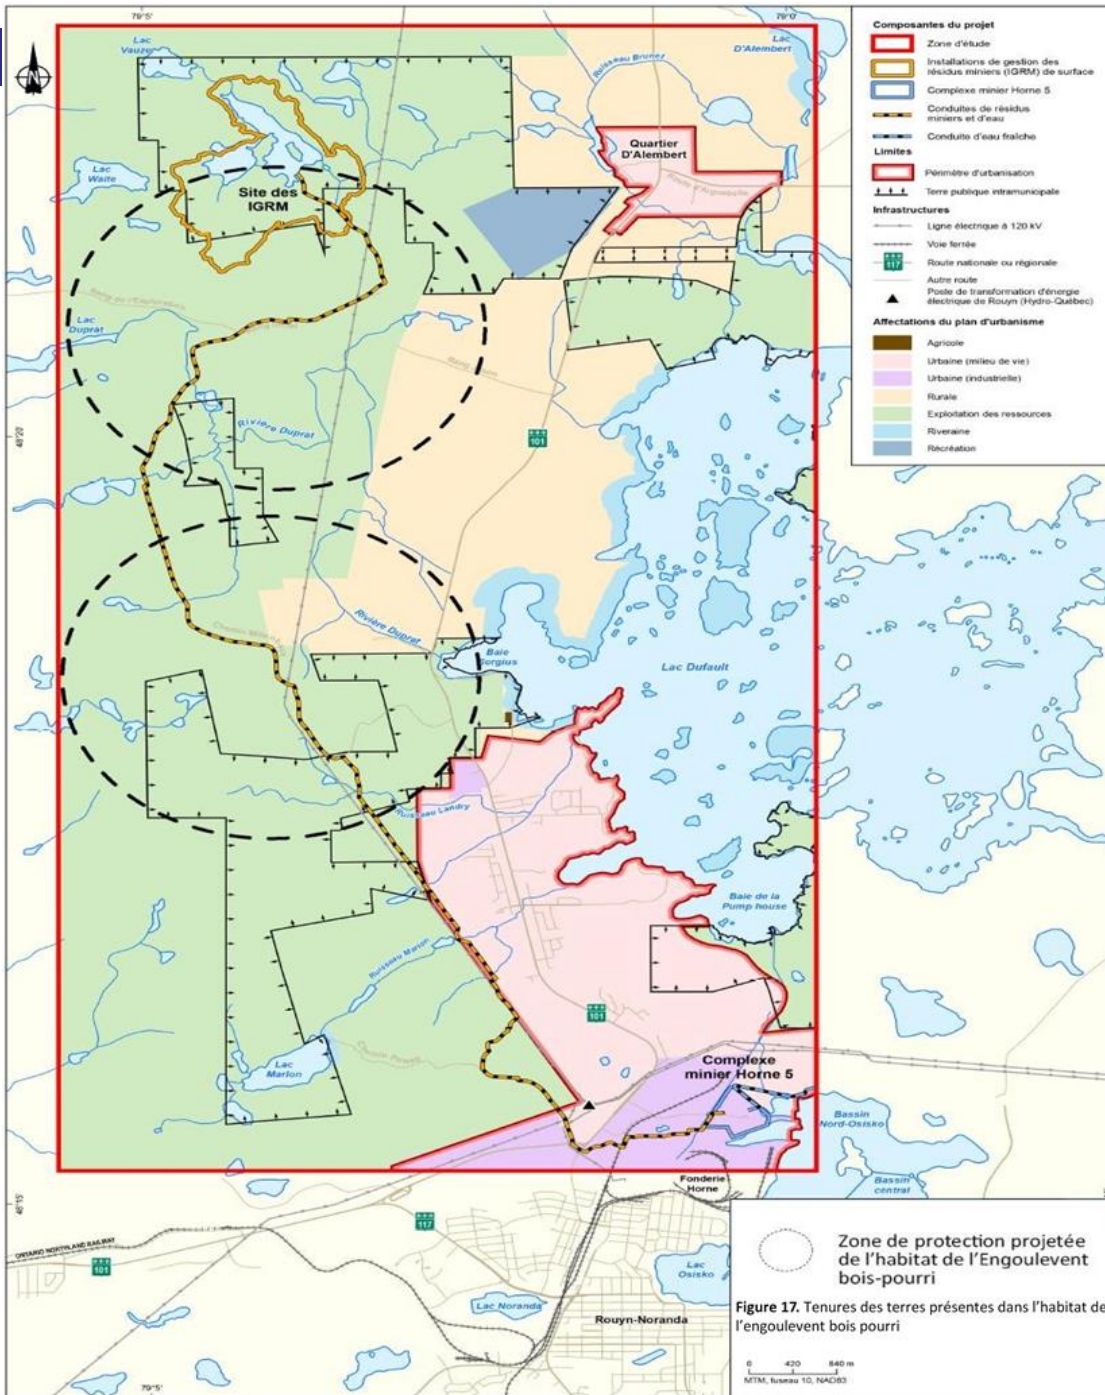 79°5'
79°0'
N
Lac
Vauze
Lac
D'Alembert
Ruisseau Brunez
Quartier
D'Alembert
Route d'Aiguebelle
Lac
Waite
Site des
IGRM
Lac
Duprat
48°20'
Rivière Duprat
101
Rivière Duprat
Baie
Sergius
Lac Dufault
Ruisseau Landry
Baie de la
Pump house
Ruisseau Marlon
101
Chemin Powell
Lac
Marlon
Complexe
minier Horne 5
Bassin
Nord-Osisko
Bassin
central
48°15'
Fonderie
Horne
117
ONTARIO NORTHLAND RAILWAY
101
Lac
Osisko
Lac Noranda
Rouyn-Noranda
79°5'
Composantes du projet
Zone d'étude
Installations de gestion des
résidus miniers (IGRM) de surface
Complexe minier Horne 5
Conduites de résidus
miniers et d'eau
Conduite d'eau fraîche
Limites
Périmètre d'urbanisation
Terre publique intramunicipale
Infrastructures
Ligne électrique à 120 kV
Voie ferrée
117
Route nationale ou régionale
Autre route
Poste de transformation d'énergie
électrique de Rouyn (Hydro-Québec)
Affectations du plan d'urbanisme
Agricole
Urbaine (milieu de vie)
Urbaine (industrielle)
Rurale
Exploitation des ressources
Riveraine
Récréation
Zone de protection projetée
de l'habitat de l'Engoulevent
bois-pourri
Figure 17. Tenures des terres présentes dans l'habitat de
l'engoulevent bois pourri
0 420 840 m
MTM, fuseau 10, NAD83